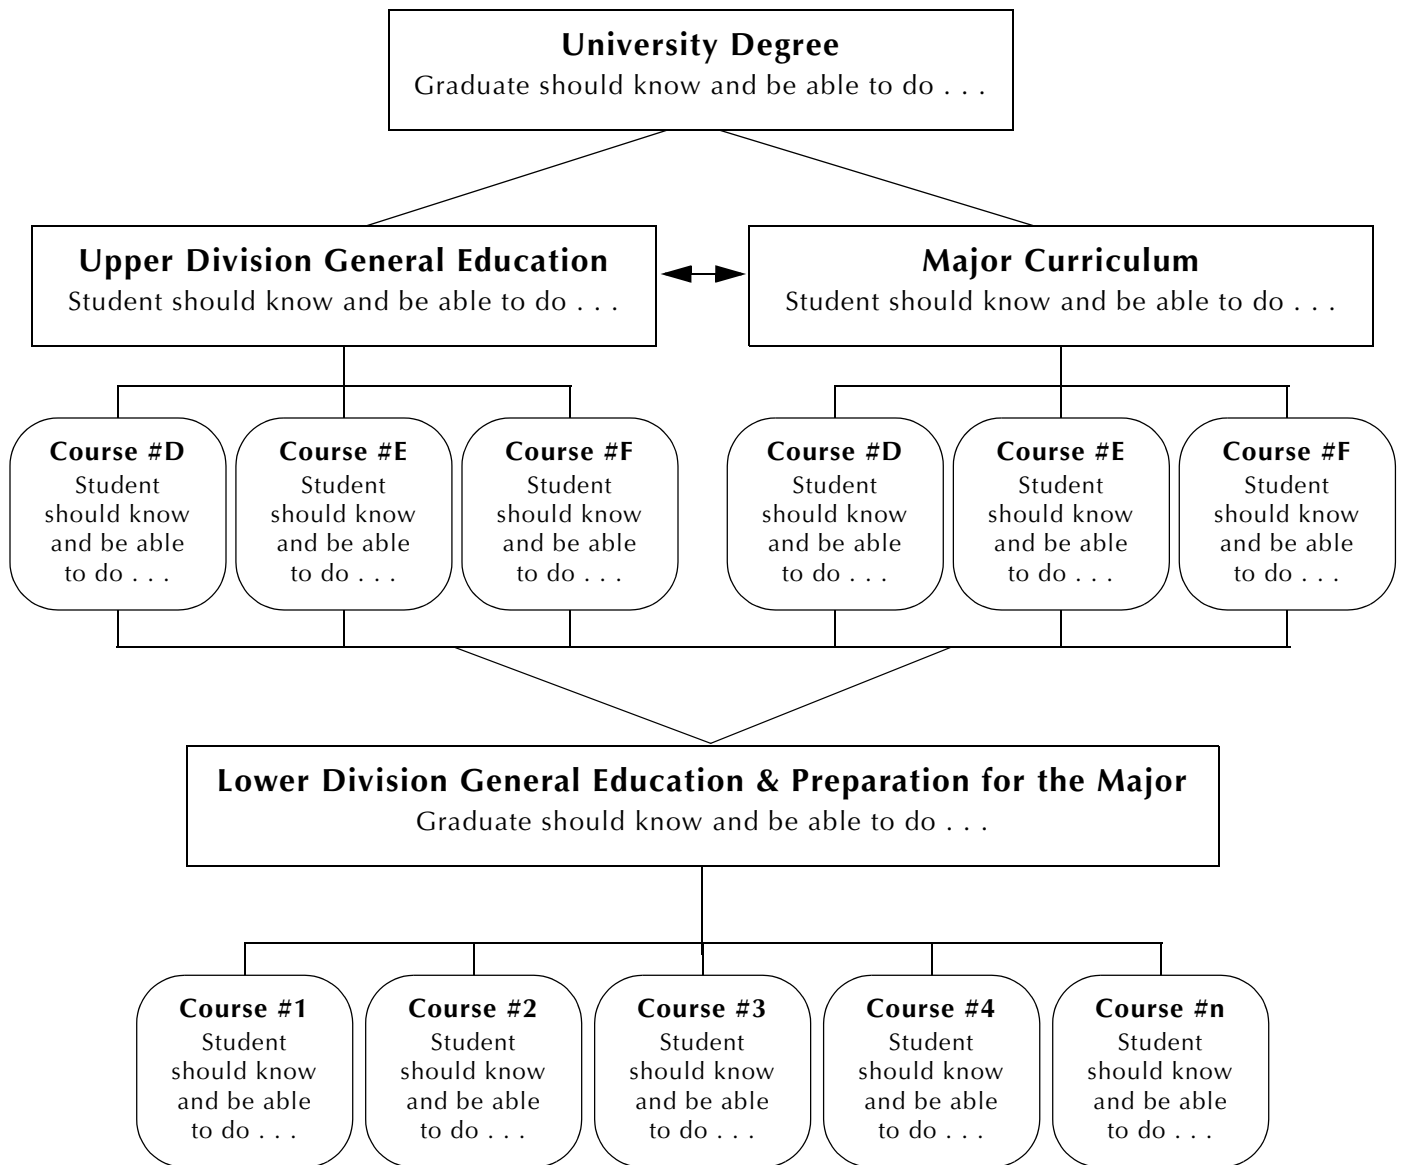 University Degree
Graduate should know and be able to do . . .
Upper Division General Education
Student should know and be able to do . . .
Major Curriculum
Student should know and be able to do . . .
Course #D
Student
should know
and be able
to do . . .
Course #E
Student
should know
and be able
to do . . .
Course #F
Student
should know
and be able
to do . . .
Course #D
Student
should know
and be able
to do . . .
Course #E
Student
should know
and be able
to do . . .
Course #F
Student
should know
and be able
to do . . .
Lower Division General Education & Preparation for the Major
Graduate should know and be able to do . . .
Course #1
Student
should know
and be able
to do . . .
Course #2
Student
should know
and be able
to do . . .
Course #3
Student
should know
and be able
to do . . .
Course #4
Student
should know
and be able
to do . . .
Course #n
Student
should know
and be able
to do . . .